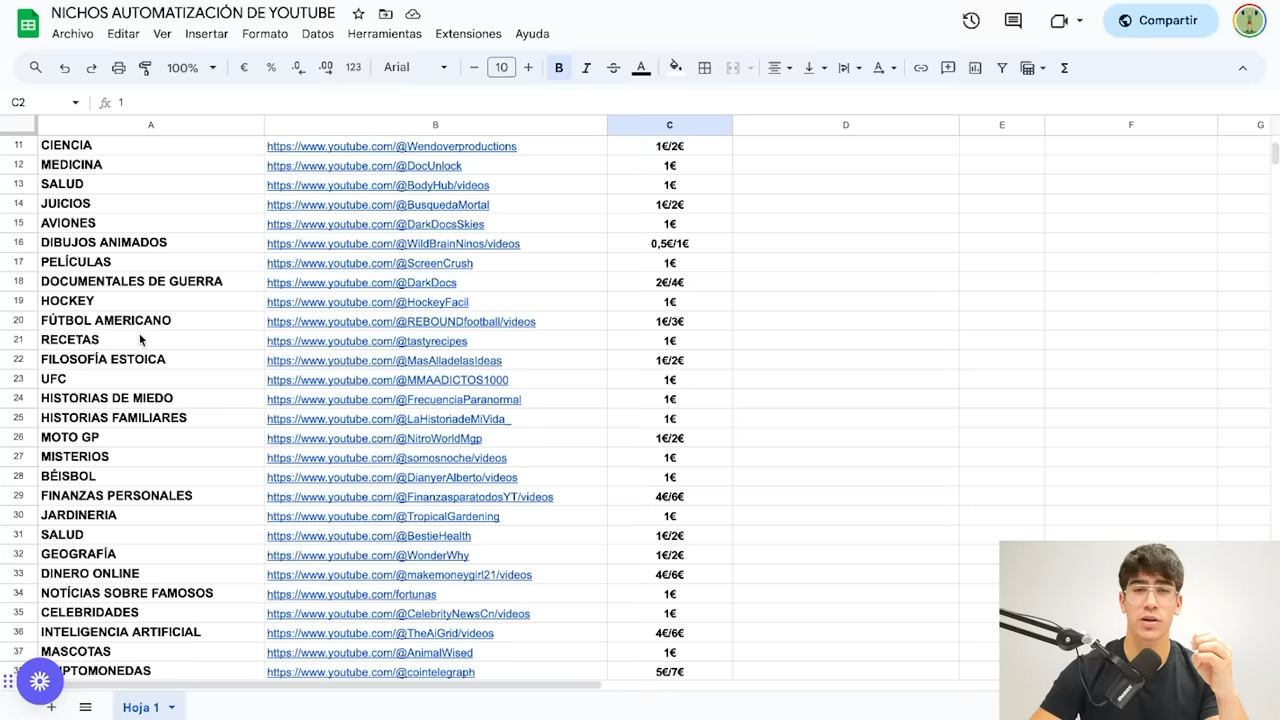 NICHOS AUTOMATIZACIÓN DE YOUTUBE
Archivo Editar Ver Insertar Formato Datos Herramientas Extensiones Ayuda
Compartir
100% € % .0 .00 123 Arial 10 B I S A Σ
C2 fx 1
A B C D E F G
11 CIENCIA https://www.youtube.com/@Wendoverproductions 1€/2€
12 MEDICINA https://www.youtube.com/@DocUnlock 1€
13 SALUD https://www.youtube.com/@BodyHub/videos 1€
14 JUICIOS https://www.youtube.com/@BusquedaMortal 1€/2€
15 AVIONES https://www.youtube.com/@DarkDocsSkies 1€
16 DIBUJOS ANIMADOS https://www.youtube.com/@WildBrainNinos/videos 0,5€/1€
17 PELÍCULAS https://www.youtube.com/@ScreenCrush 1€
18 DOCUMENTALES DE GUERRA https://www.youtube.com/@DarkDocs 2€/4€
19 HOCKEY https://www.youtube.com/@HockeyFacil 1€
20 FÚTBOL AMERICANO https://www.youtube.com/@REBOUNDfootball/videos 1€/3€
21 RECETAS https://www.youtube.com/@tastyrecipes 1€
22 FILOSOFÍA ESTOICA https://www.youtube.com/@MasAlladelasIdeas 1€/2€
23 UFC https://www.youtube.com/@MMAADICTOS1000 1€
24 HISTORIAS DE MIEDO https://www.youtube.com/@FrecuenciaParanormal 1€
25 HISTORIAS FAMILIARES https://www.youtube.com/@LaHistoriadeMiVida_ 1€
26 MOTO GP https://www.youtube.com/@NitroWorldMgp 1€/2€
27 MISTERIOS https://www.youtube.com/@somosnoche/videos 1€
28 BÉISBOL https://www.youtube.com/@DianyerAlberto/videos 1€
29 FINANZAS PERSONALES https://www.youtube.com/@FinanzasparatodosYT/videos 4€/6€
30 JARDINERIA https://www.youtube.com/@TropicalGardening 1€
31 SALUD https://www.youtube.com/@BestieHealth 1€/2€
32 GEOGRAFÍA https://www.youtube.com/@WonderWhy 1€/2€
33 DINERO ONLINE https://www.youtube.com/@makemoneygirl21/videos 4€/6€
34 NOTÍCIAS SOBRE FAMOSOS https://www.youtube.com/fortunas 1€
35 CELEBRIDADES https://www.youtube.com/@CelebrityNewsCn/videos 1€
36 INTELIGENCIA ARTIFICIAL https://www.youtube.com/@TheAiGrid/videos 4€/6€
37 MASCOTAS https://www.youtube.com/@AnimalWised 1€
IPTOMONEDAS https://www.youtube.com/@cointelegraph 5€/7€
Hoja 1